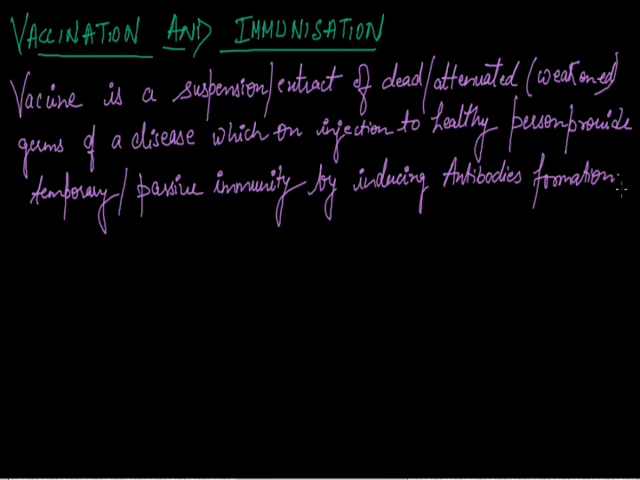 VACCINATION AND IMMUNISATION
Vaccine is a suspension/extract of dead/attenuated (weakened)
germs of a disease which on injection to healthy person provide
temporary/passive immunity by inducing Antibodies formation.